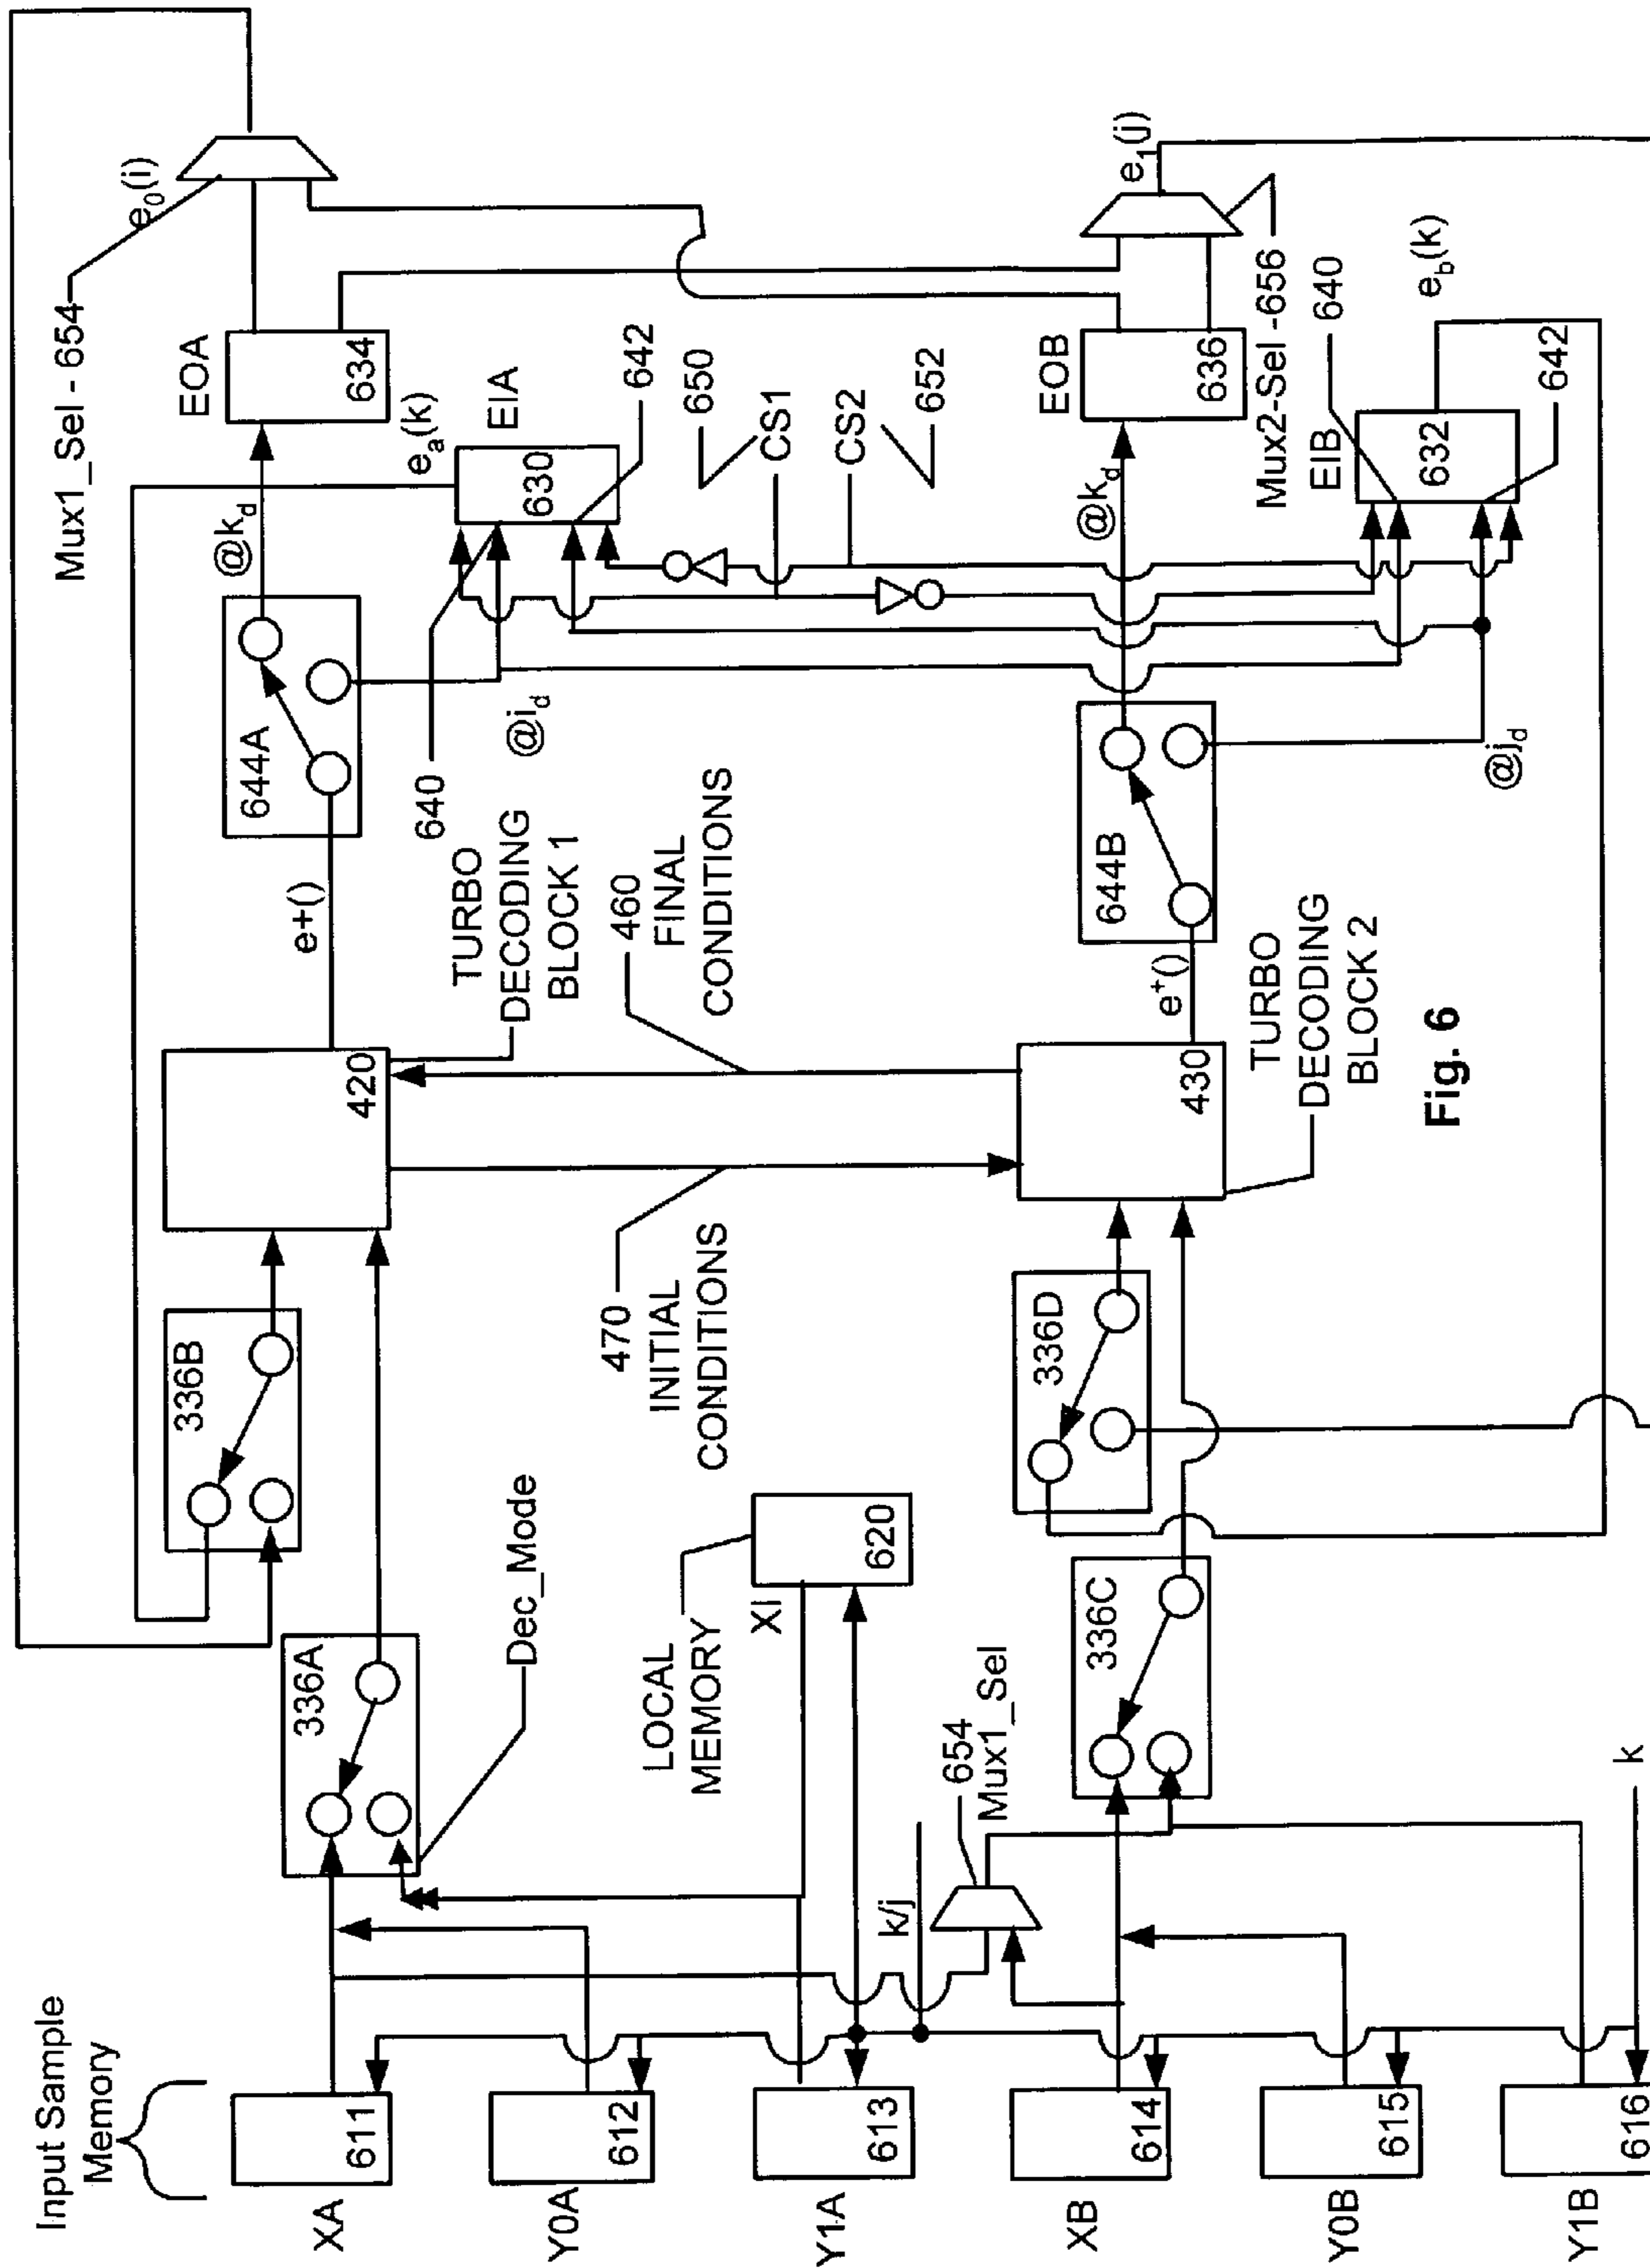 Input Sample
Memory
XA
611
Y0A
612
Y1A
613
XB
614
Y0B
615
Y1B
616
k/j
k
654
Mux1_Sel
336A
Dec_Mode
336B
LOCAL
MEMORY
XI
620
336C
336D
470
INITIAL
CONDITIONS
420
TURBO
DECODING
BLOCK 1
460
FINAL
CONDITIONS
430
TURBO
DECODING
BLOCK 2
e+()
e+()
644A
644B
@kd
@id
@kd
@jd
640
Mux1_Sel - 654
e0(i)
EOA
634
ea(k)
EIA
630
642
650
CS1
CS2
652
EOB
636
e1(j)
Mux2-Sel -656
EIB
640
632
eb(k)
642
Fig. 6